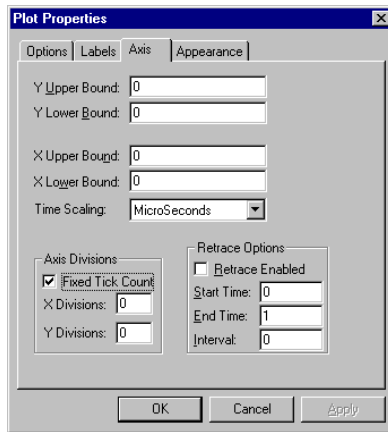 Plot Properties
Options Labels Axis Appearance
Y Upper Bound: 0
Y Lower Bound: 0
X Upper Bound: 0
X Lower Bound: 0
Time Scaling: MicroSeconds
Axis Divisions
Fixed Tick Count
X Divisions: 0
Y Divisions: 0
Retrace Options
Retrace Enabled
Start Time: 0
End Time: 1
Interval: 0
OK Cancel Apply